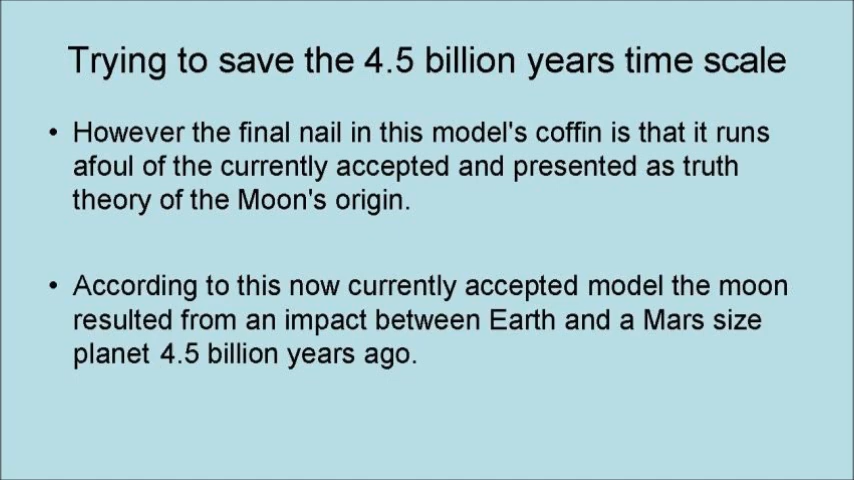 Trying to save the 4.5 billion years time scale
• However the final nail in this model's coffin is that it runs
afoul of the currently accepted and presented as truth
theory of the Moon's origin.
• According to this now currently accepted model the moon
resulted from an impact between Earth and a Mars size
planet 4.5 billion years ago.